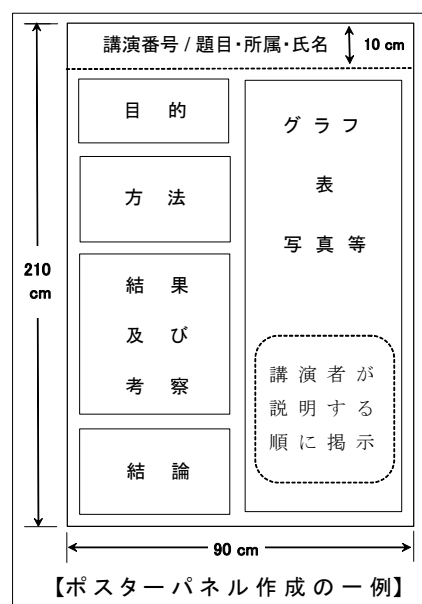 講演番号 / 題目・所属・氏名
10 cm
目的
方法
結果
及び
考察
結論
グラフ
表
写真等
講演者が
説明する
順に掲示
210
cm
90 cm
【ポスターパネル作成の一例】